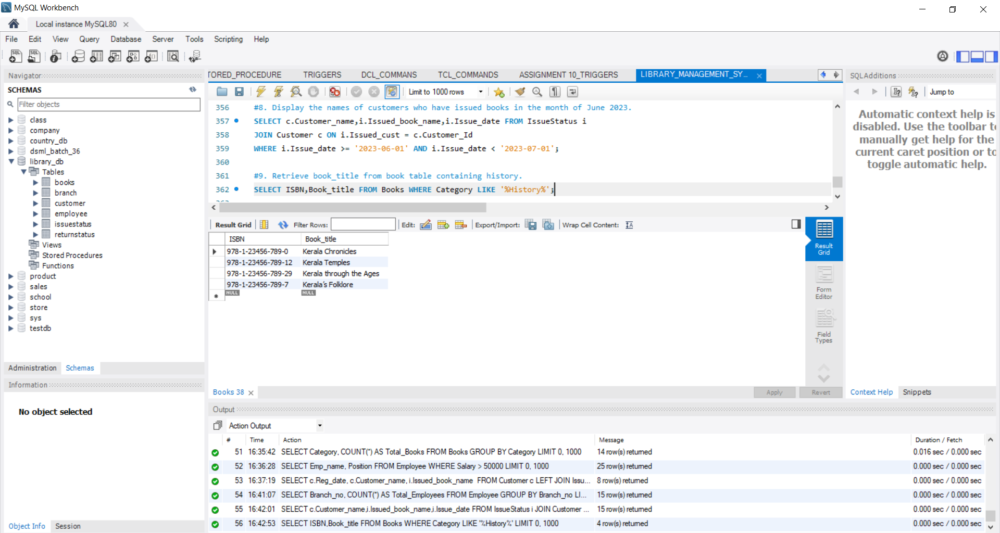 MySQL Workbench
Local instance MySQL80
File Edit View Query Database Server Tools Scripting Help
Navigator
SCHEMAS
Filter objects
class
company
country_db
dsml_batch_36
library_db
Tables
books
branch
customer
employee
issuestatus
returnstatus
Views
Stored Procedures
Functions
product
sales
school
store
sys
testdb
Administration Schemas
Information
No object selected
Object Info Session
TORED_PROCEDURE TRIGGERS DCL_COMMANS TCL_COMMANDS ASSIGNMENT 10_TRIGGERS LIBRARY_MANAGEMENT_SY...
Limit to 1000 rows
356 #8. Display the names of customers who have issued books in the month of June 2023.
357 SELECT c.Customer_name,i.Issued_book_name,i.Issue_date FROM IssueStatus i
358 JOIN Customer c ON i.Issued_cust = c.Customer_Id
359 WHERE i.Issue_date >= '2023-06-01' AND i.Issue_date < '2023-07-01';
360
361 #9. Retrieve book_title from book table containing history.
362 SELECT ISBN,Book_title FROM Books WHERE Category LIKE '%History%';
Result Grid Filter Rows: Edit: Export/Import: Wrap Cell Content:
ISBN Book_title
978-1-23456-789-0 Kerala Chronicles
978-1-23456-789-12 Kerala Temples
978-1-23456-789-29 Kerala through the Ages
978-1-23456-789-7 Kerala's Folklore
NULL NULL
Result
Grid
Form
Editor
Field
Types
Books 38
Apply Revert
SQLAdditions
Jump to
Automatic context help is
disabled. Use the toolbar t
manually get help for the
current caret position or to
toggle automatic help.
Context Help Snippets
Output
Action Output
# Time Action Message Duration / Fetch
51 16:35:42 SELECT Category, COUNT(*) AS Total_Books FROM Books GROUP BY Category LIMIT 0, 1000 14 row(s) returned 0.016 sec / 0.000 sec
52 16:36:28 SELECT Emp_name, Position FROM Employee WHERE Salary > 50000 LIMIT 0, 1000 25 row(s) returned 0.000 sec / 0.000 sec
53 16:37:19 SELECT c.Reg_date, c.Customer_name, i.Issued_book_name FROM Customer c LEFT JOIN Issu... 8 row(s) returned 0.000 sec / 0.000 sec
54 16:41:07 SELECT Branch_no, COUNT(*) AS Total_Employees FROM Employee GROUP BY Branch_no LI... 15 row(s) returned 0.000 sec / 0.000 sec
55 16:42:01 SELECT c.Customer_name,i.Issued_book_name,i.Issue_date FROM IssueStatus i JOIN Customer ... 15 row(s) returned 0.000 sec / 0.000 sec
56 16:42:53 SELECT ISBN,Book_title FROM Books WHERE Category LIKE '%History%' LIMIT 0, 1000 4 row(s) returned 0.000 sec / 0.000 sec